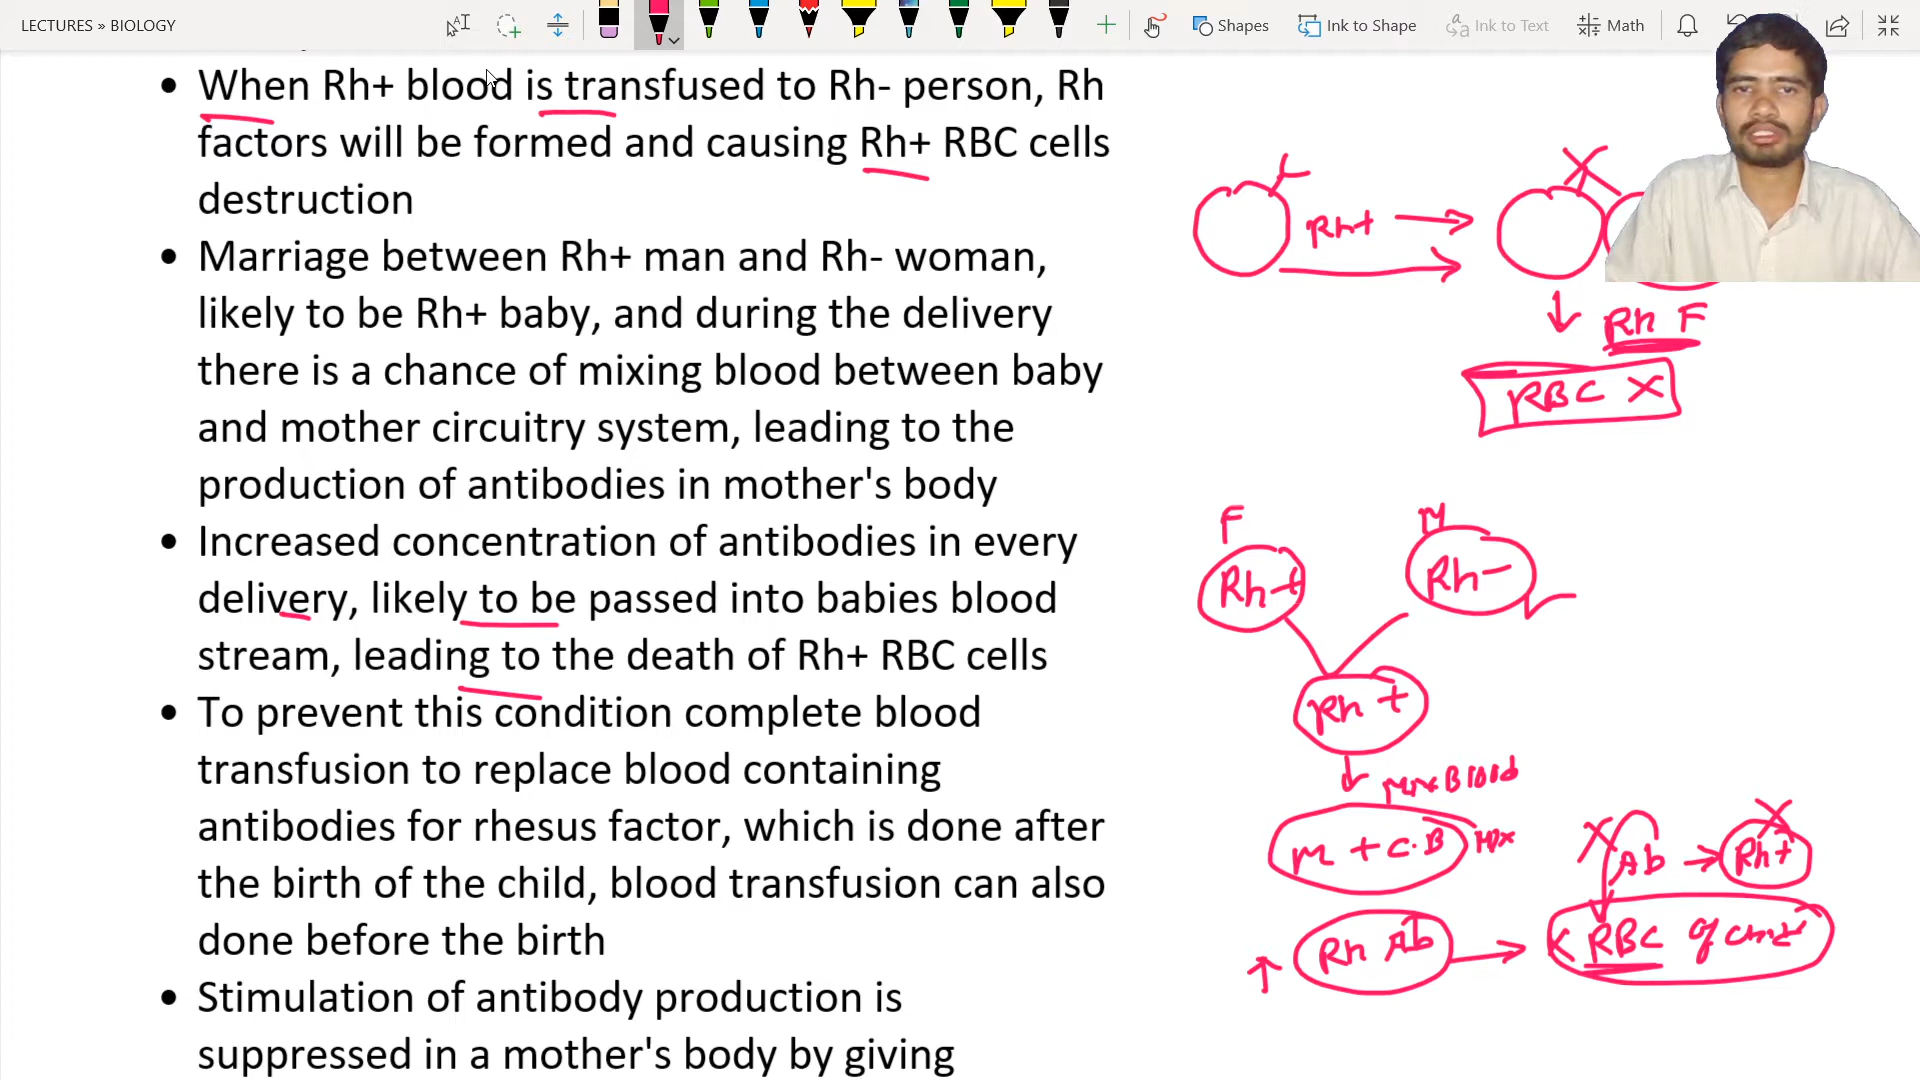 LECTURES » BIOLOGY
Shapes
Ink to Shape
Ink to Text
Math
• When Rh+ blood is transfused to Rh- person, Rh
factors will be formed and causing Rh+ RBC cells
destruction
• Marriage between Rh+ man and Rh- woman,
likely to be Rh+ baby, and during the delivery
there is a chance of mixing blood between baby
and mother circuitry system, leading to the
production of antibodies in mother's body
• Increased concentration of antibodies in every
delivery, likely to be passed into babies blood
stream, leading to the death of Rh+ RBC cells
• To prevent this condition complete blood
transfusion to replace blood containing
antibodies for rhesus factor, which is done after
the birth of the child, blood transfusion can also
done before the birth
• Stimulation of antibody production is
suppressed in a mother's body by giving
Rh+
Rh F
RBC X
F
M
Rh+
Rh-
Rh +
Blood
m + C.B
Ab
Rh+
Rh Ab
RBC of